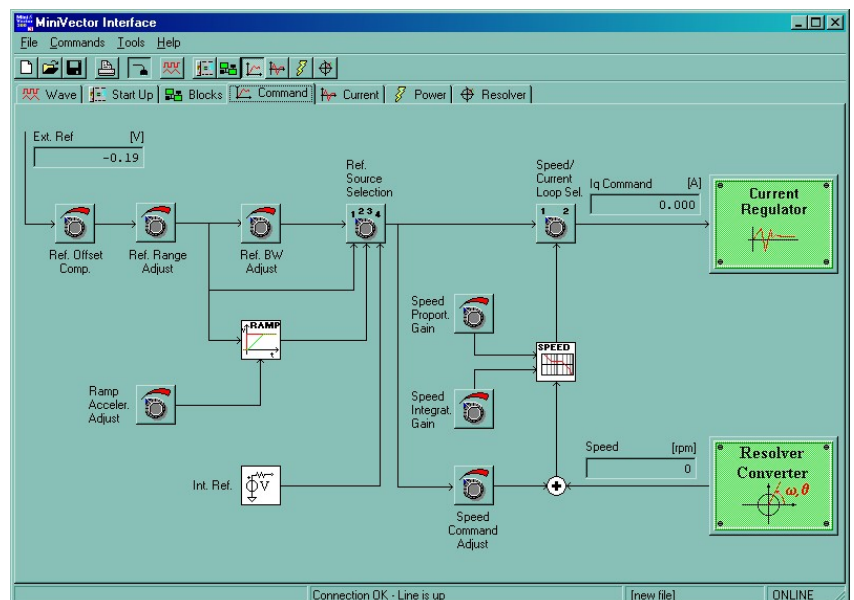 MiniVector Interface
File Commands Tools Help
Wave Start Up Blocks Command Current Power Resolver
Ext. Ref [V]
-0.19
Ref. Offset
Comp.
Ref. Range
Adjust
Ref. BW
Adjust
Ref.
Source
Selection
1 2 3 4
Speed/
Current
Loop Sel.
1 2
Iq Command [A]
0.000
Current
Regulator
RAMP
V
t
Ramp
Acceler.
Adjust
Speed
Proport.
Gain
SPEED
Speed
Integrat.
Gain
Int. Ref.
V
Speed
Command
Adjust
Speed [rpm]
0
Resolver
Converter
ω,θ
Connection OK - Line is up [new file] ONLINE